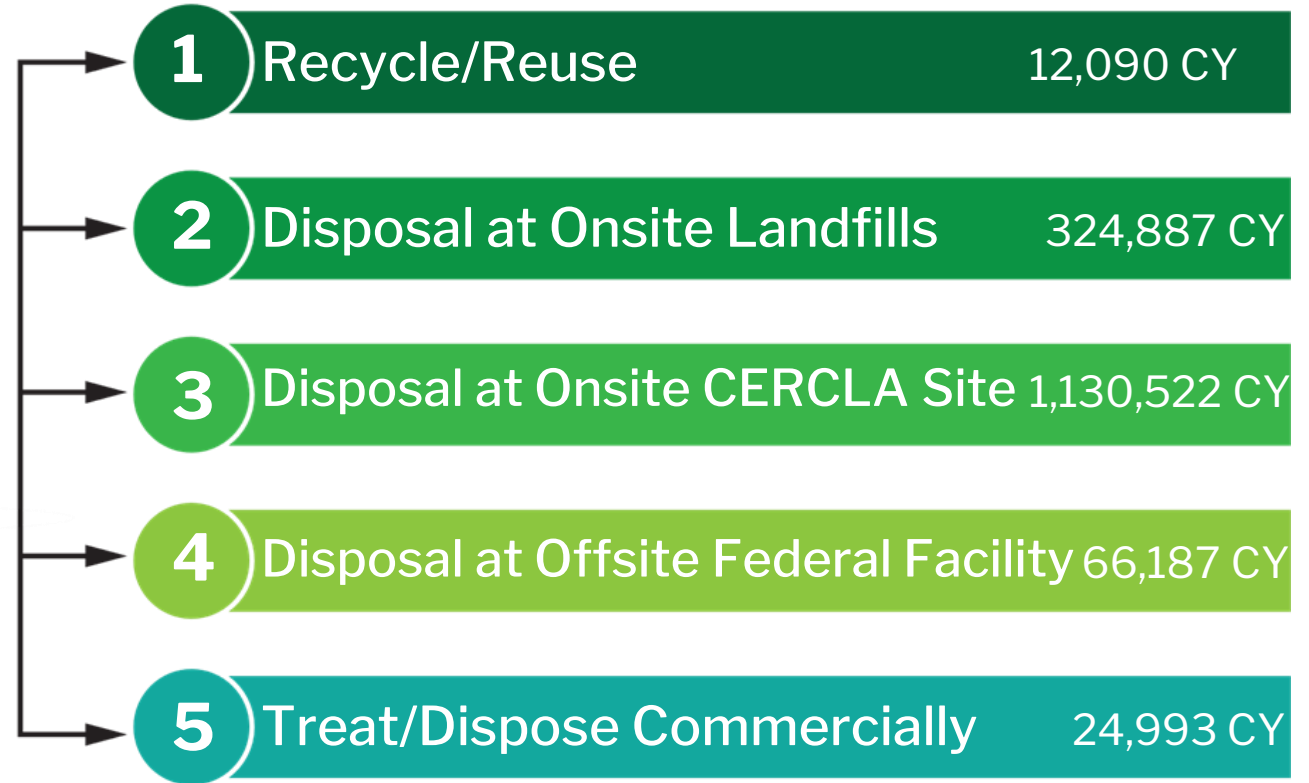 1 Recycle/Reuse 12,090 CY
2 Disposal at Onsite Landfills 324,887 CY
3 Disposal at Onsite CERCLA Site 1,130,522 CY
4 Disposal at Offsite Federal Facility 66,187 CY
5 Treat/Dispose Commercially 24,993 CY